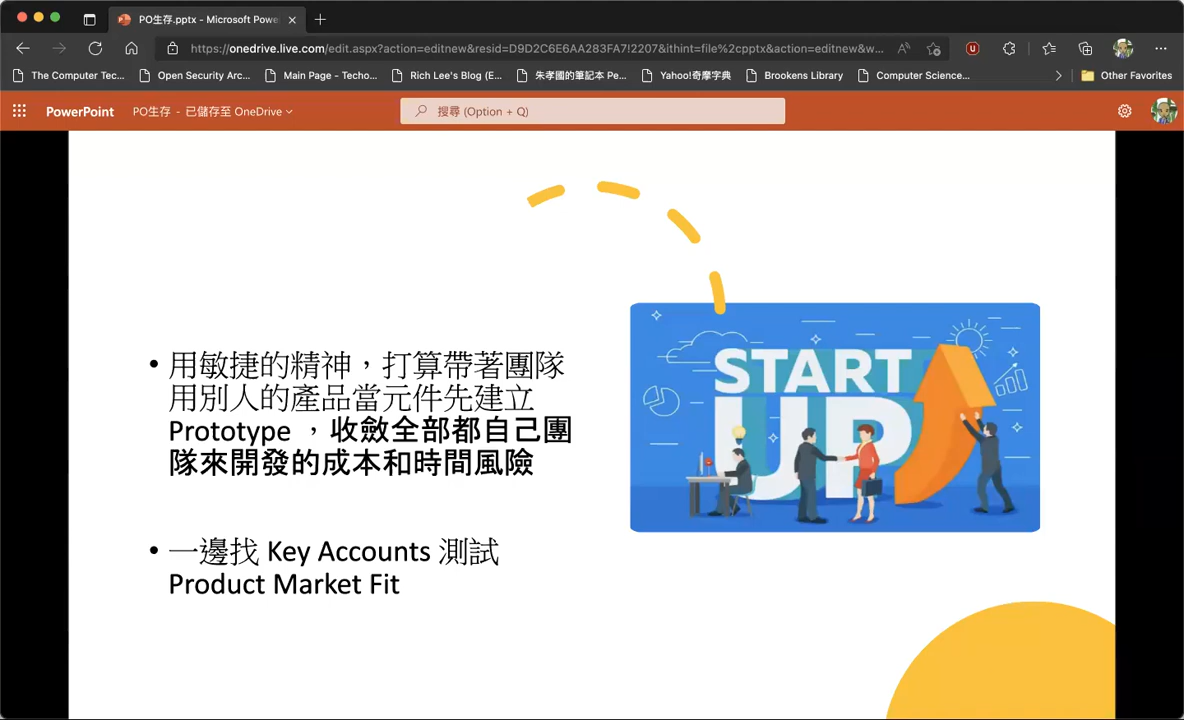 PO生存.pptx - Microsoft Powe
https://onedrive.live.com/edit.aspx?action=editnew&resid=D9D2C6E6AA283FA7!2207&ithint=file%2cpptx&action=editnew&w...
The Computer Tec...
Open Security Arc...
Main Page - Techo...
Rich Lee's Blog (E...
朱孝國的筆記本 Pe...
Yahoo!奇摩字典
Brookens Library
Computer Science...
Other Favorites
PowerPoint
PO生存 - 已儲存至 OneDrive
搜尋 (Option + Q)
• 用敏捷的精神，打算帶著團隊
用別人的產品當元件先建立
Prototype ，收斂全部都自己團
隊來開發的成本和時間風險
START
UP
• 一邊找 Key Accounts 測試
Product Market Fit